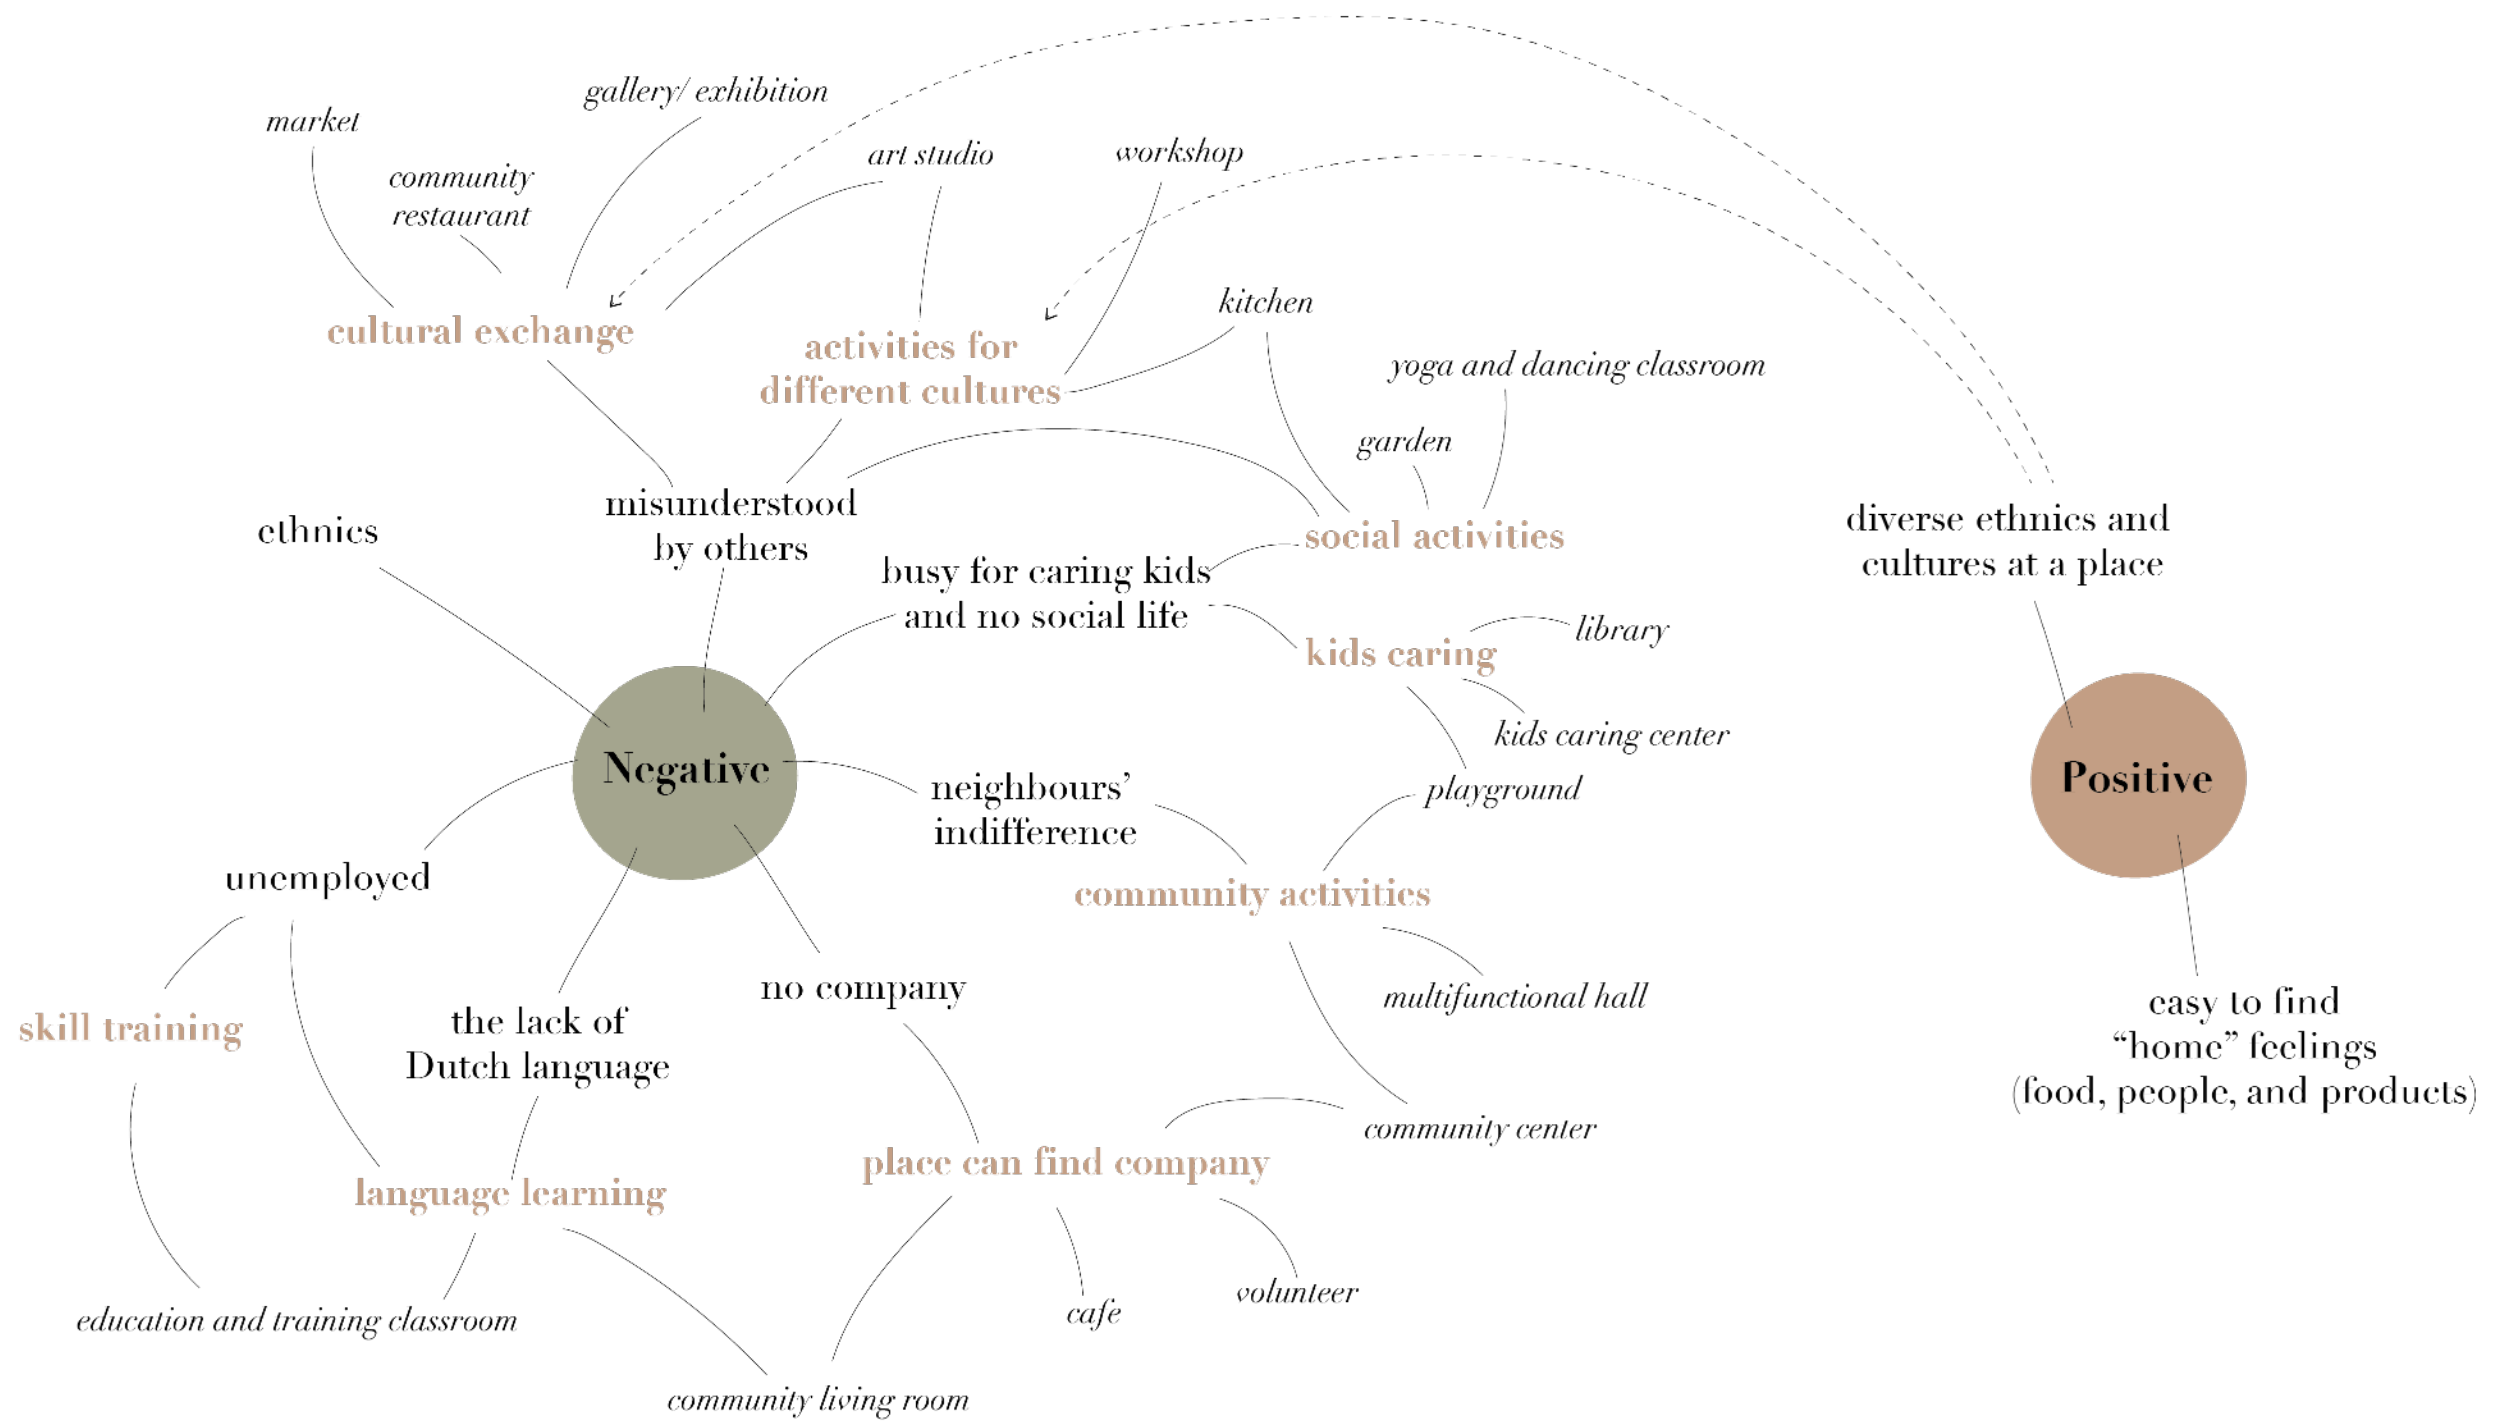 gallery/ exhibition
market
art studio
workshop
community
restaurant
kitchen
cultural exchange
activities for
different cultures
yoga and dancing classroom
garden
misunderstood
by others
ethnics
social activities
diverse ethnics and
cultures at a place
busy for caring kids
and no social life
library
kids caring
kids caring center
Negative
Positive
neighbours’
indifference
playground
unemployed
community activities
no company
multifunctional hall
easy to find
“home” feelings
(food, people, and products)
skill training
the lack of
Dutch language
community center
place can find company
language learning
volunteer
cafe
education and training classroom
community living room